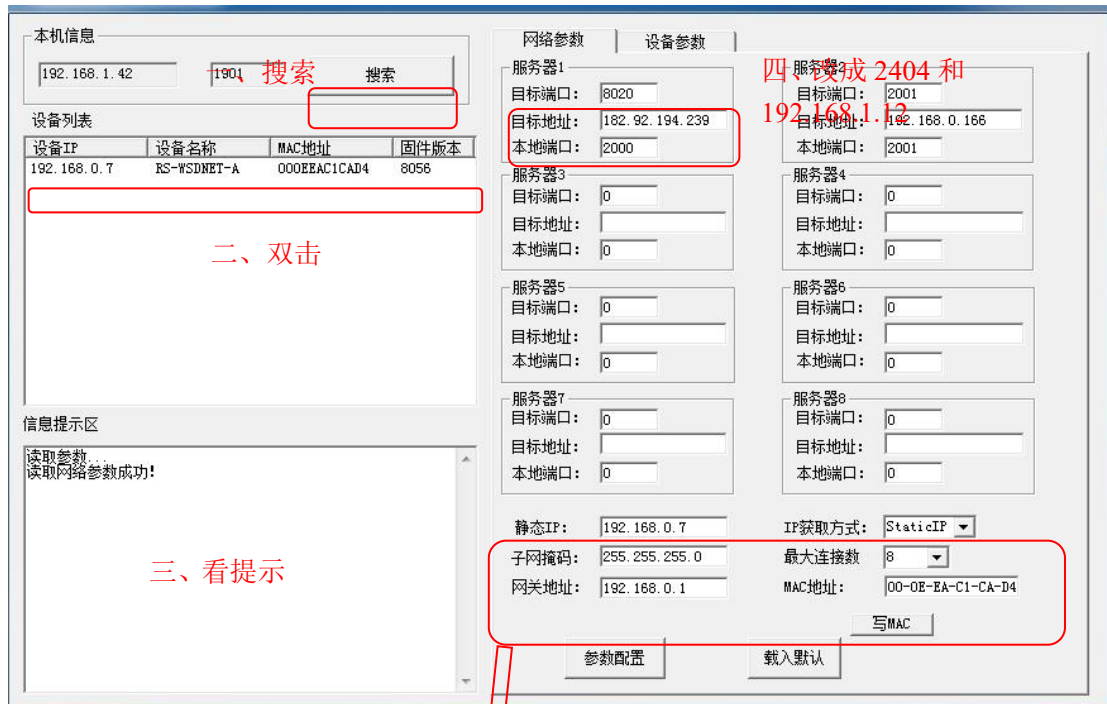 本机信息
192.168.1.42
1901
搜索
一、搜索
设备列表
设备IP 设备名称 MAC地址 固件版本
192.168.0.7 RS-WSDNET-A 000EEAC1CAD4 8056
二、双击
信息提示区
读取参数...
读取网络参数成功!
三、看提示
网络参数 设备参数
服务器1
目标端口： 8020
目标地址： 182.92.194.239
本地端口： 2000
服务器2
目标端口： 2001
目标地址： 192.168.0.166
本地端口： 2001
四、改成 2404 和
192.168.1.12
服务器3
目标端口： 0
目标地址：
本地端口： 0
服务器4
目标端口： 0
目标地址：
本地端口： 0
服务器5
目标端口： 0
目标地址：
本地端口： 0
服务器6
目标端口： 0
目标地址：
本地端口： 0
服务器7
目标端口： 0
目标地址：
本地端口： 0
服务器8
目标端口： 0
目标地址：
本地端口： 0
静态IP： 192.168.0.7 IP获取方式： StaticIP
子网掩码： 255.255.255.0 最大连接数 8
网关地址： 192.168.0.1 MAC地址： 00-0E-EA-C1-CA-D4
写MAC
参数配置 载入默认